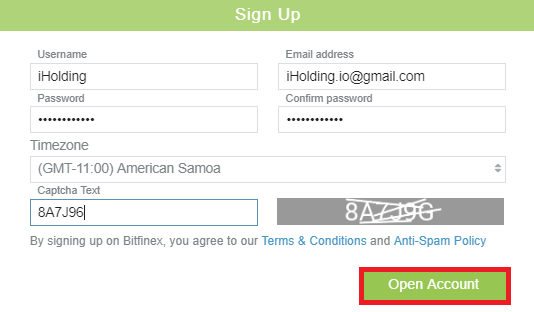 Sign Up
Username Email address
iHolding iHolding.io@gmail.com
Password Confirm password
•••••••••••• ••••••••••••
Timezone
(GMT-11:00) American Samoa
Captcha Text
8A7J96 8A7J9G
By signing up on Bitfinex, you agree to our Terms & Conditions and Anti-Spam Policy
Open Account